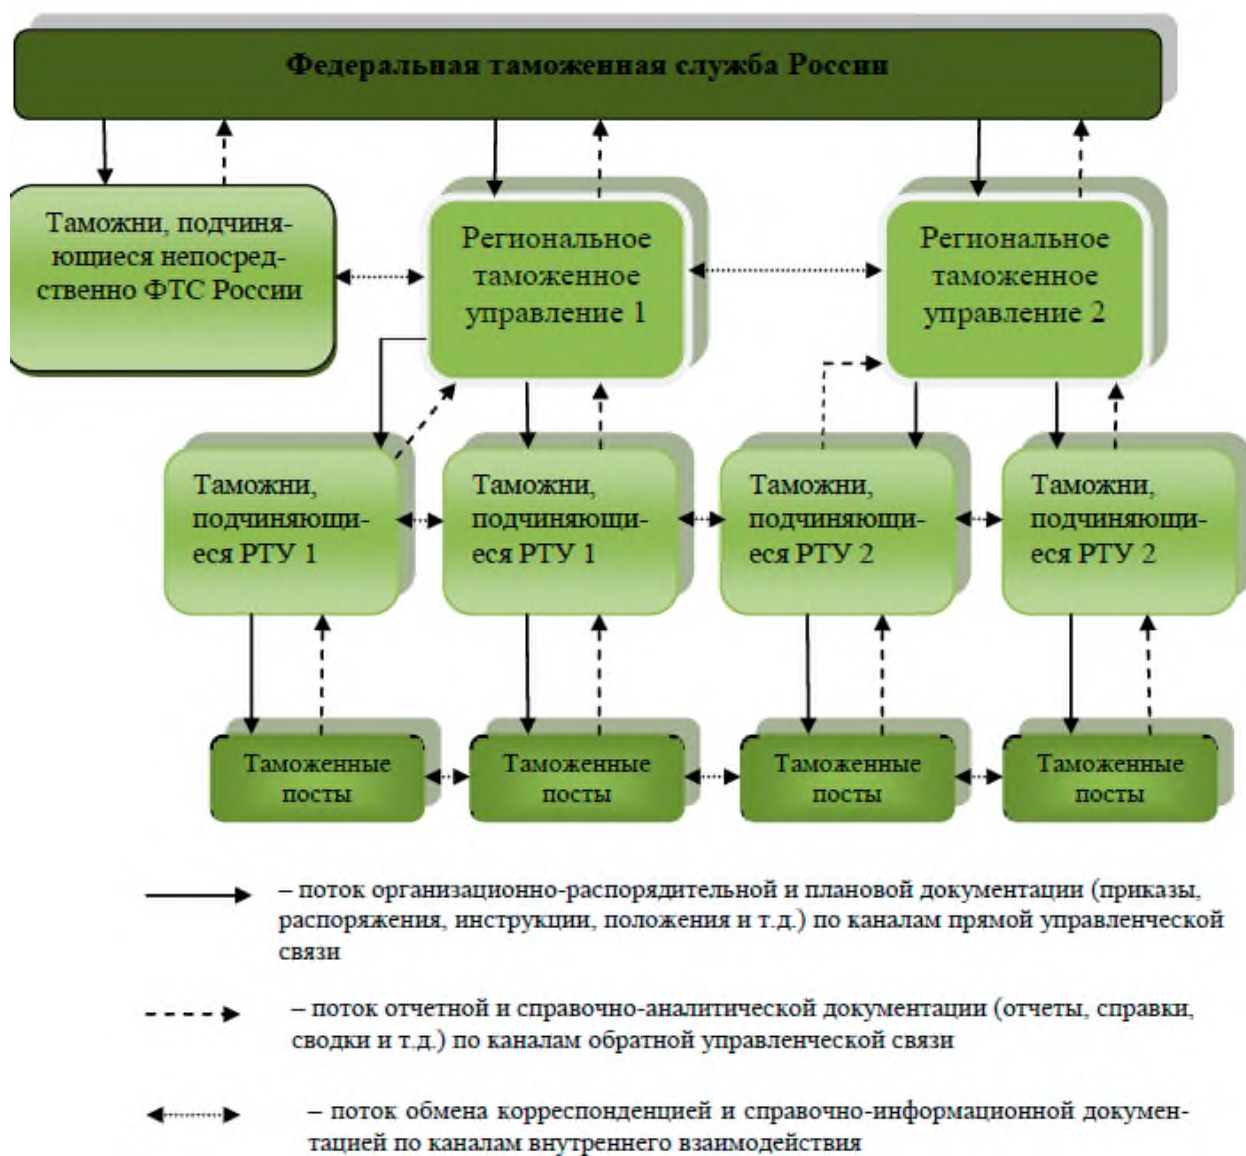 Федеральная таможенная служба России
Таможни, подчиня-
ющиеся непосред-
ственно ФТС России
Региональное
таможенное
управление 1
Региональное
таможенное
управление 2
Таможни,
подчиняющи-
еся РТУ 1
Таможни,
подчиняющи-
еся РТУ 1
Таможни,
подчиняющи-
еся РТУ 2
Таможни,
подчиняющи-
еся РТУ 2
Таможенные
посты
Таможенные
посты
Таможенные
посты
Таможенные
посты
– поток организационно-распорядительной и плановой документации (приказы,
распоряжения, инструкции, положения и т.д.) по каналам прямой управленческой
связи
– поток отчетной и справочно-аналитической документации (отчеты, справки,
сводки и т.д.) по каналам обратной управленческой связи
– поток обмена корреспонденцией и справочно-информационной докумен-
тацией по каналам внутреннего взаимодействия